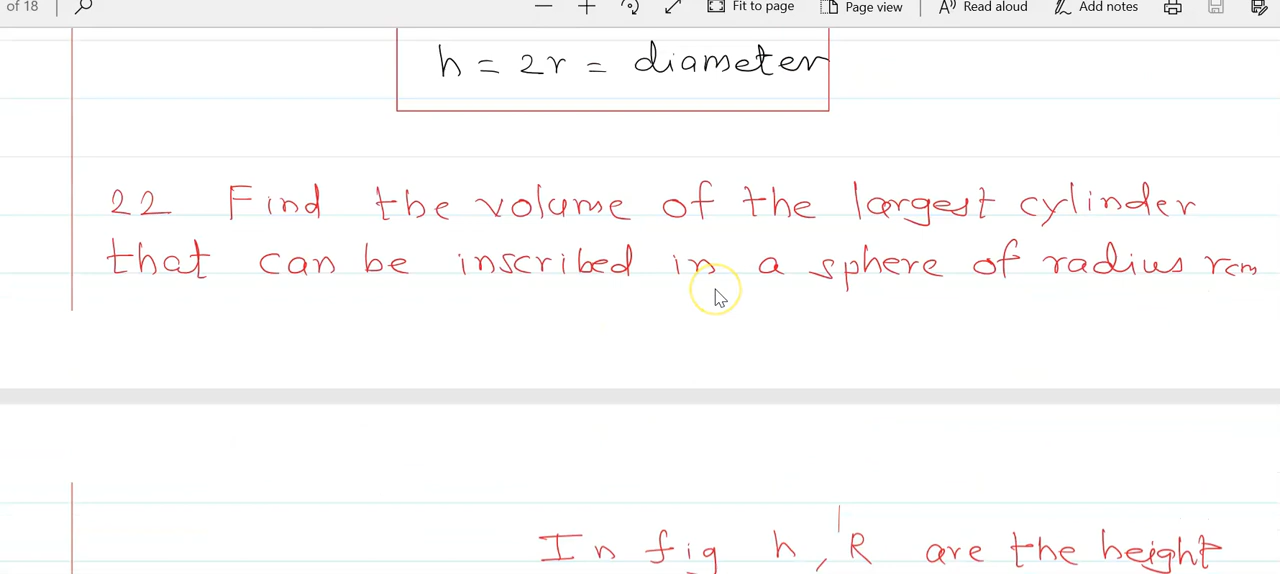 of 18 Fit to page Page view Read aloud Add notes
h = 2r = diameter
22 Find the volume of the largest cylinder
that can be inscribed in a sphere of radius r cm
In fig h, R are the height